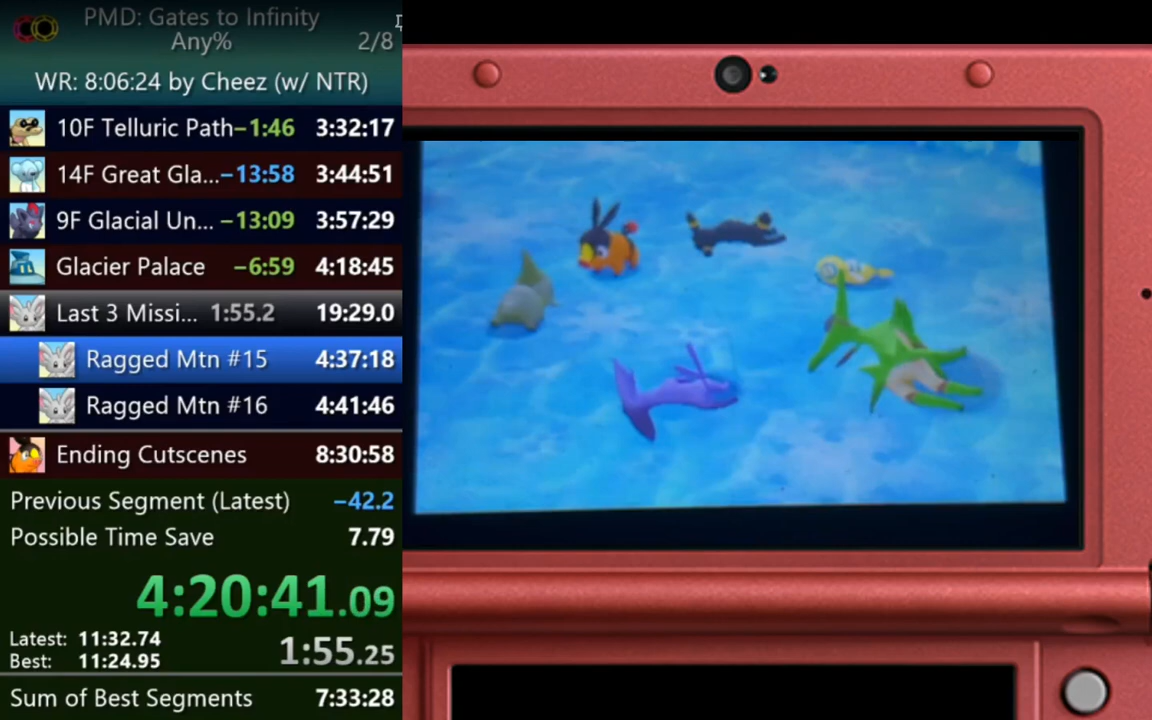 PMD: Gates to Infinity
Any% 2/8
WR: 8:06:24 by Cheez (w/ NTR)
10F Telluric Path −1:46 3:32:17
14F Great Gla... −13:58 3:44:51
9F Glacial Un... −13:09 3:57:29
Glacier Palace −6:59 4:18:45
Last 3 Missi... 1:55.2 19:29.0
Ragged Mtn #15 4:37:18
Ragged Mtn #16 4:41:46
Ending Cutscenes 8:30:58
Previous Segment (Latest) −42.2
Possible Time Save 7.79
4:20:41.09
Latest: 11:32.74
Best: 11:24.95
1:55.25
Sum of Best Segments 7:33:28